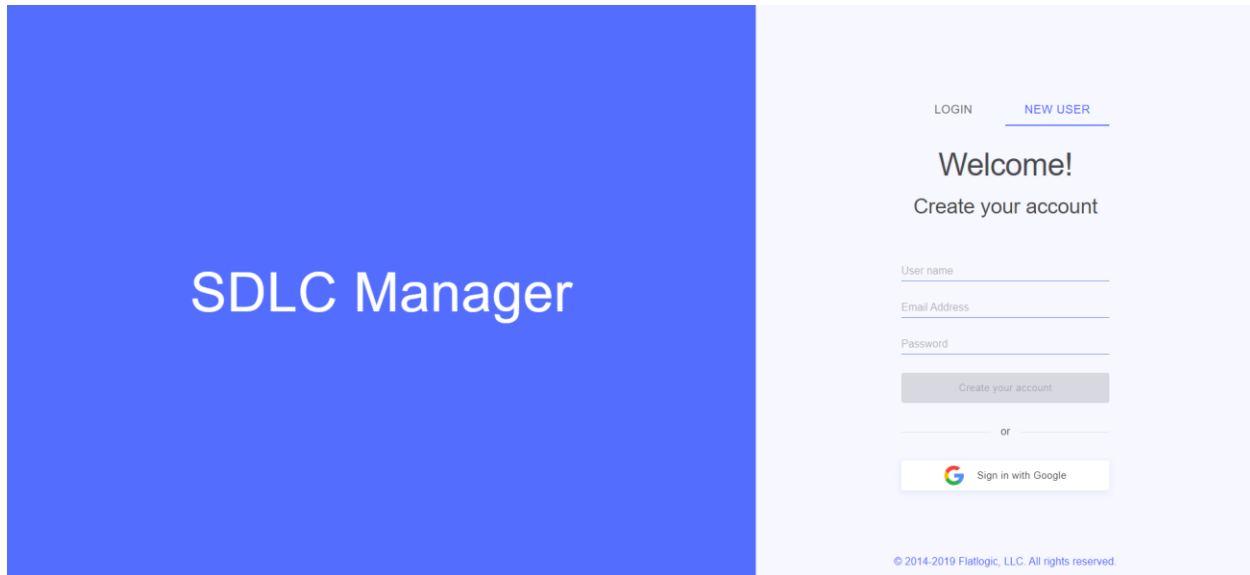 SDLC Manager
LOGIN NEW USER
Welcome!
Create your account
User name
Email Address
Password
Create your account
or
Sign in with Google
© 2014-2019 Flatlogic, LLC. All rights reserved.